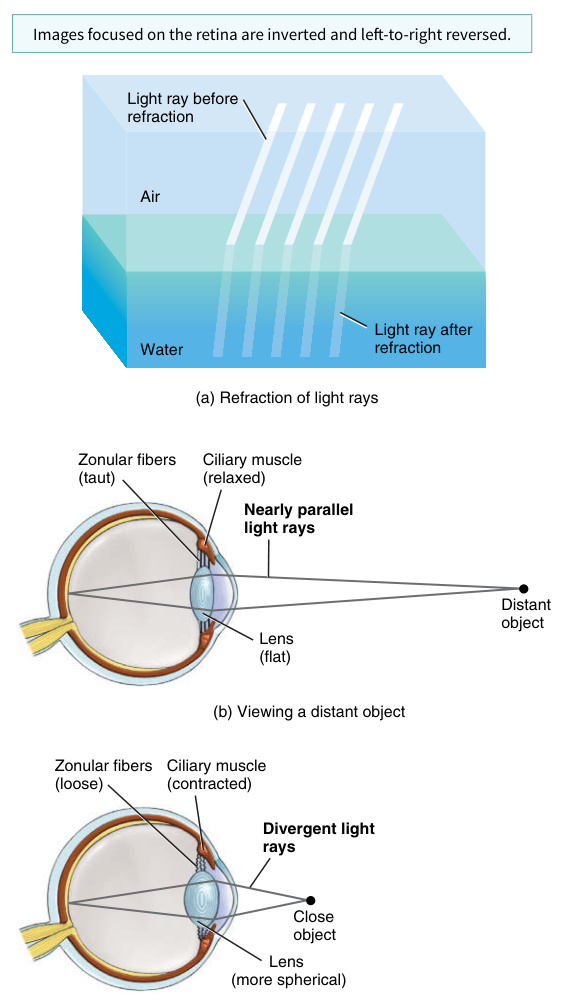 Images focused on the retina are inverted and left-to-right reversed.
Light ray before
refraction
Air
Light ray after
refraction
Water
(a) Refraction of light rays
Zonular fibers
(taut)
Ciliary muscle
(relaxed)
Nearly parallel
light rays
Distant
object
Lens
(flat)
(b) Viewing a distant object
Zonular fibers
(loose)
Ciliary muscle
(contracted)
Divergent light
rays
Close
object
Lens
(more spherical)